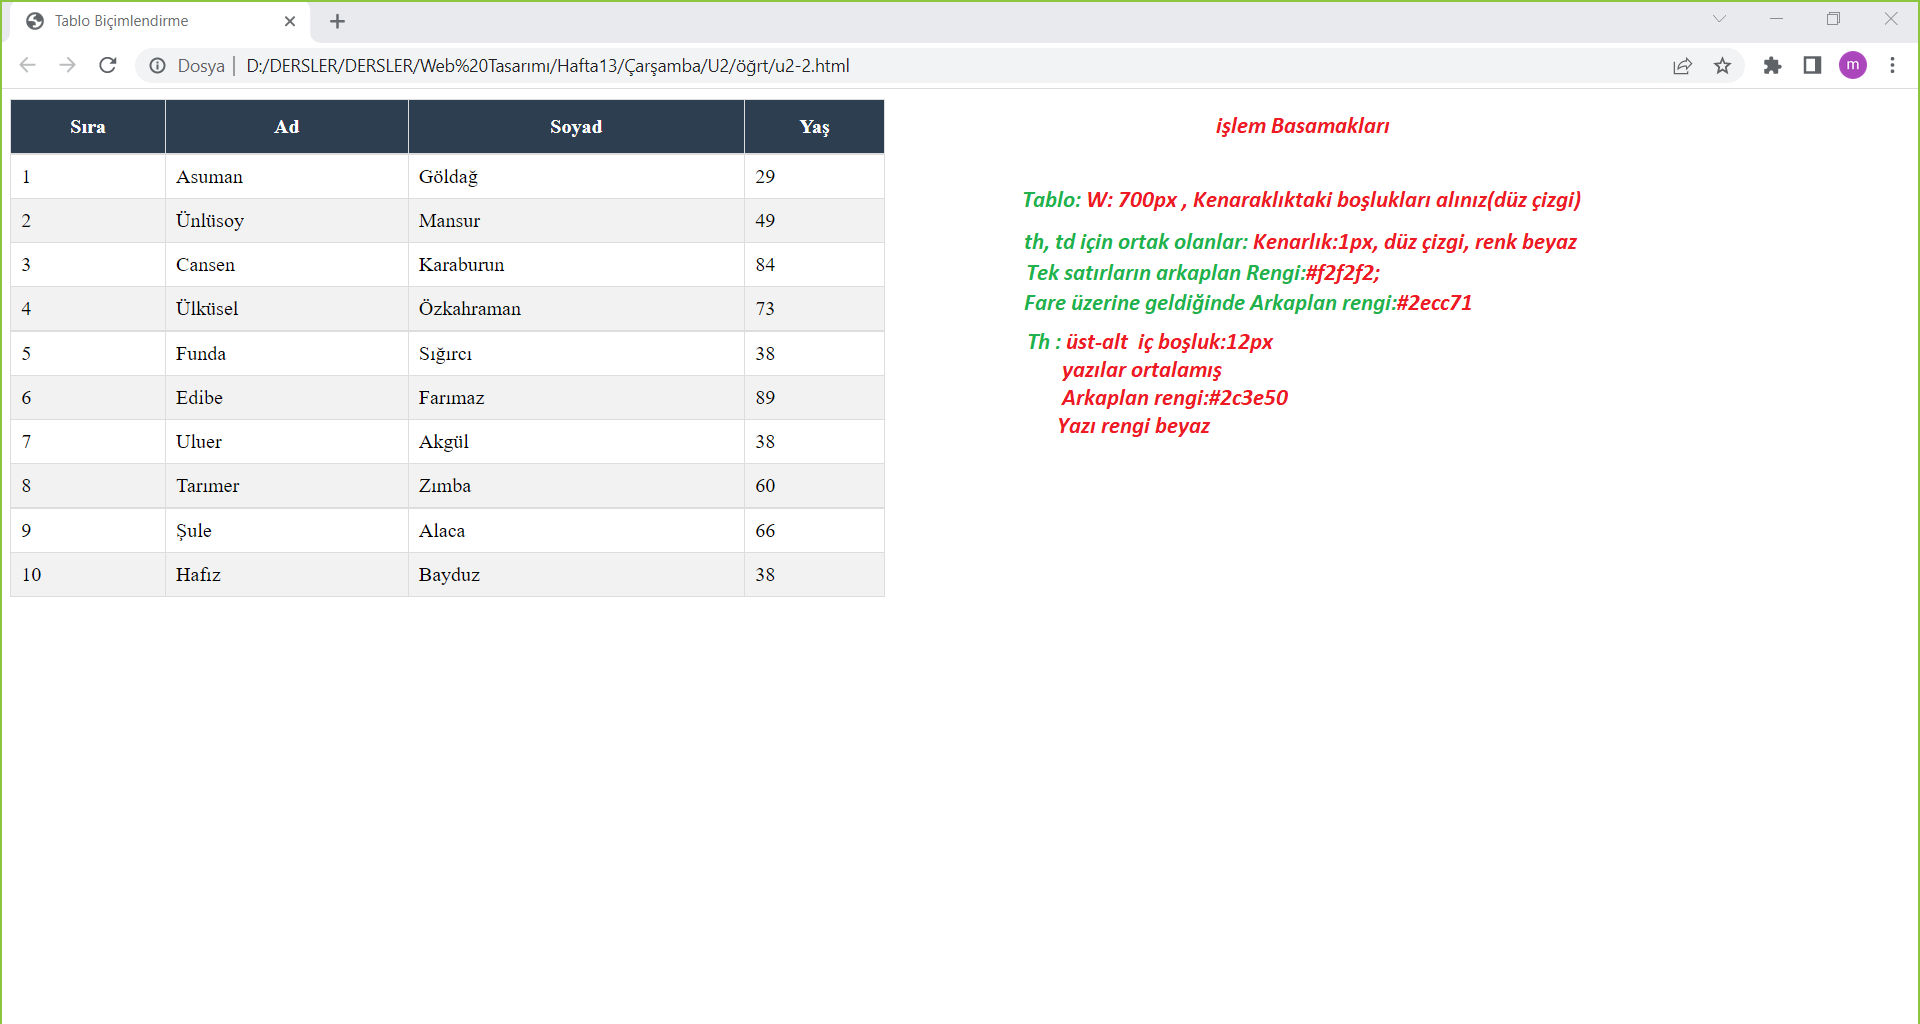 Tablo Biçimlendirme
Dosya | D:/DERSLER/DERSLER/Web%20Tasarımı/Hafta13/Çarşamba/U2/öğrt/u2-2.html
m
Sıra Ad Soyad Yaş
1 Asuman Göldağ 29
2 Ünlüsoy Mansur 49
3 Cansen Karaburun 84
4 Ülküsel Özkahraman 73
5 Funda Sığırcı 38
6 Edibe Farımaz 89
7 Uluer Akgül 38
8 Tarımer Zımba 60
9 Şule Alaca 66
10 Hafız Bayduz 38
işlem Basamakları
Tablo: W: 700px , Kenaraklıktaki boşlukları alınız(düz çizgi)
th, td için ortak olanlar: Kenarlık:1px, düz çizgi, renk beyaz
Tek satırların arkaplan Rengi:#f2f2f2;
Fare üzerine geldiğinde Arkaplan rengi:#2ecc71
Th : üst-alt iç boşluk:12px
yazılar ortalamış
Arkaplan rengi:#2c3e50
Yazı rengi beyaz